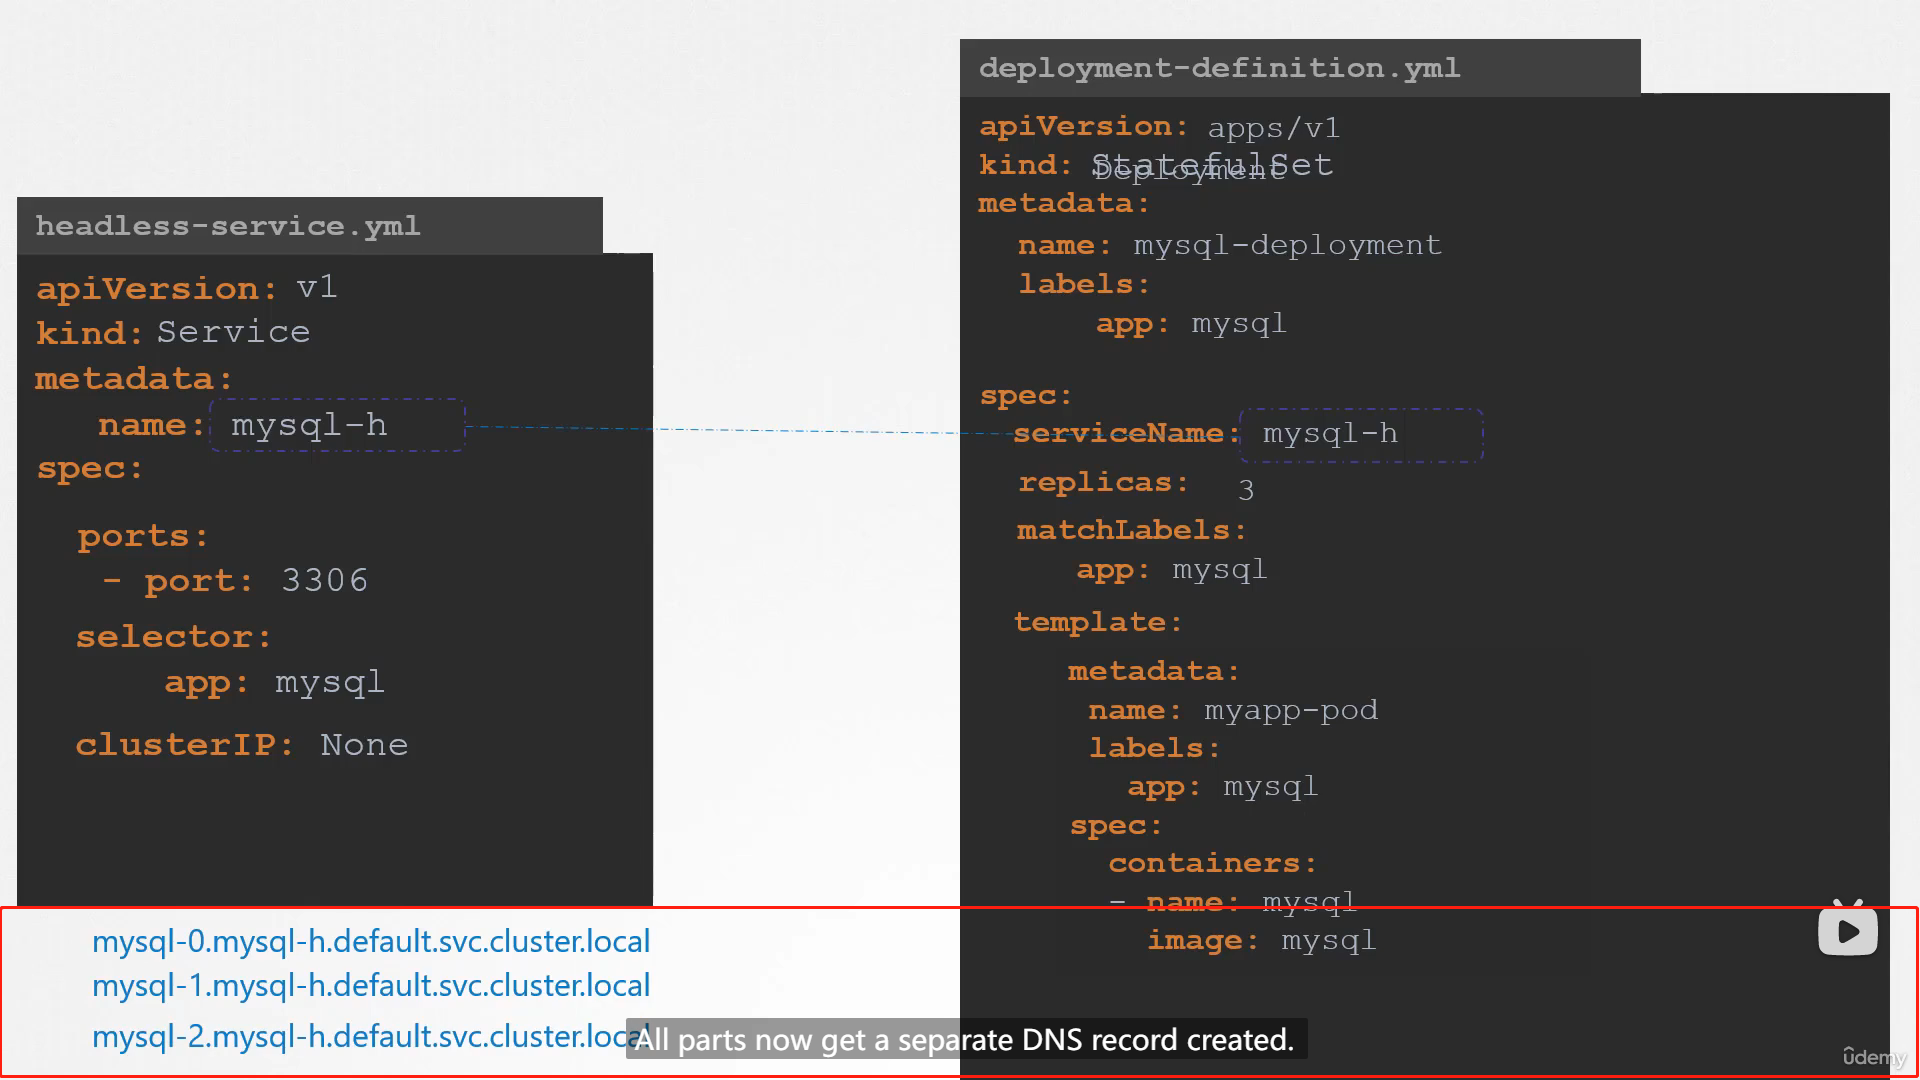 headless-service.yml
apiVersion: v1
kind: Service
metadata:
name: mysql-h
spec:
ports:
- port: 3306
selector:
app: mysql
clusterIP: None
deployment-definition.yml
apiVersion: apps/v1
kind: StatefulSet
Deployment
metadata:
name: mysql-deployment
labels:
app: mysql
spec:
serviceName: mysql-h
replicas: 3
matchLabels:
app: mysql
template:
metadata:
name: myapp-pod
labels:
app: mysql
spec:
containers:
- name: mysql
image: mysql
mysql-0.mysql-h.default.svc.cluster.local
mysql-1.mysql-h.default.svc.cluster.local
mysql-2.mysql-h.default.svc.cluster.local
All parts now get a separate DNS record created.
ûdemy